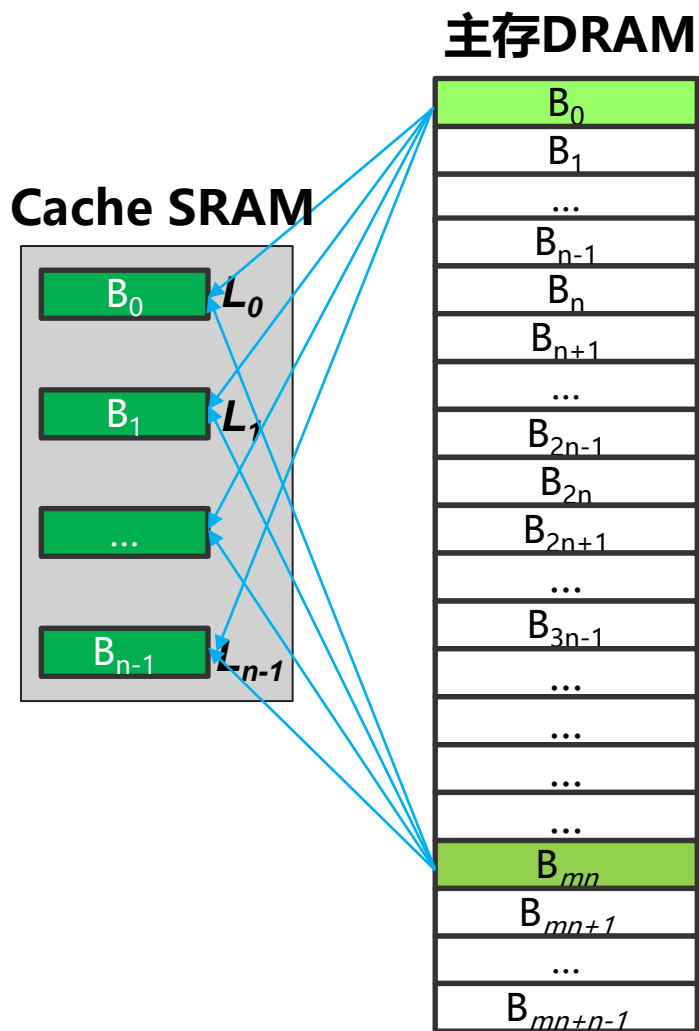 主存DRAM
B₀
B₁
...
Bₙ₋₁
Bₙ
Bₙ₊₁
...
B₂ₙ₋₁
B₂ₙ
B₂ₙ₊₁
...
B₃ₙ₋₁
...
...
...
...
Bₘₙ
Bₘₙ₊₁
...
Bₘₙ₊ₙ₋₁
Cache SRAM
B₀ L₀
B₁ L₁
...
Bₙ₋₁ Lₙ₋₁